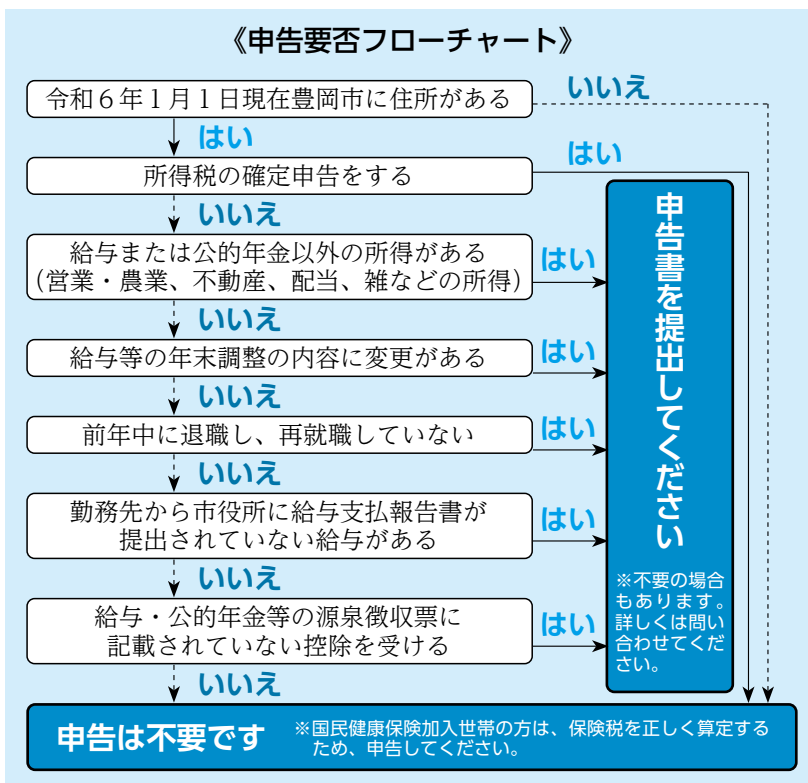 《申告要否フローチャート》
令和６年１月１日現在豊岡市に住所がある
いいえ
はい
所得税の確定申告をする
はい
いいえ
給与または公的年金以外の所得がある
（営業・農業、不動産、配当、雑などの所得）
はい
いいえ
給与等の年末調整の内容に変更がある
はい
いいえ
前年中に退職し、再就職していない
はい
いいえ
勤務先から市役所に給与支払報告書が
提出されていない給与がある
はい
いいえ
給与・公的年金等の源泉徴収票に
記載されていない控除を受ける
はい
いいえ
申告書を提出してください
※不要の場合
もあります。
詳しくは問い
合わせてくだ
さい。
申告は不要です
※国民健康保険加入世帯の方は、保険税を正しく算定する
ため、申告してください。